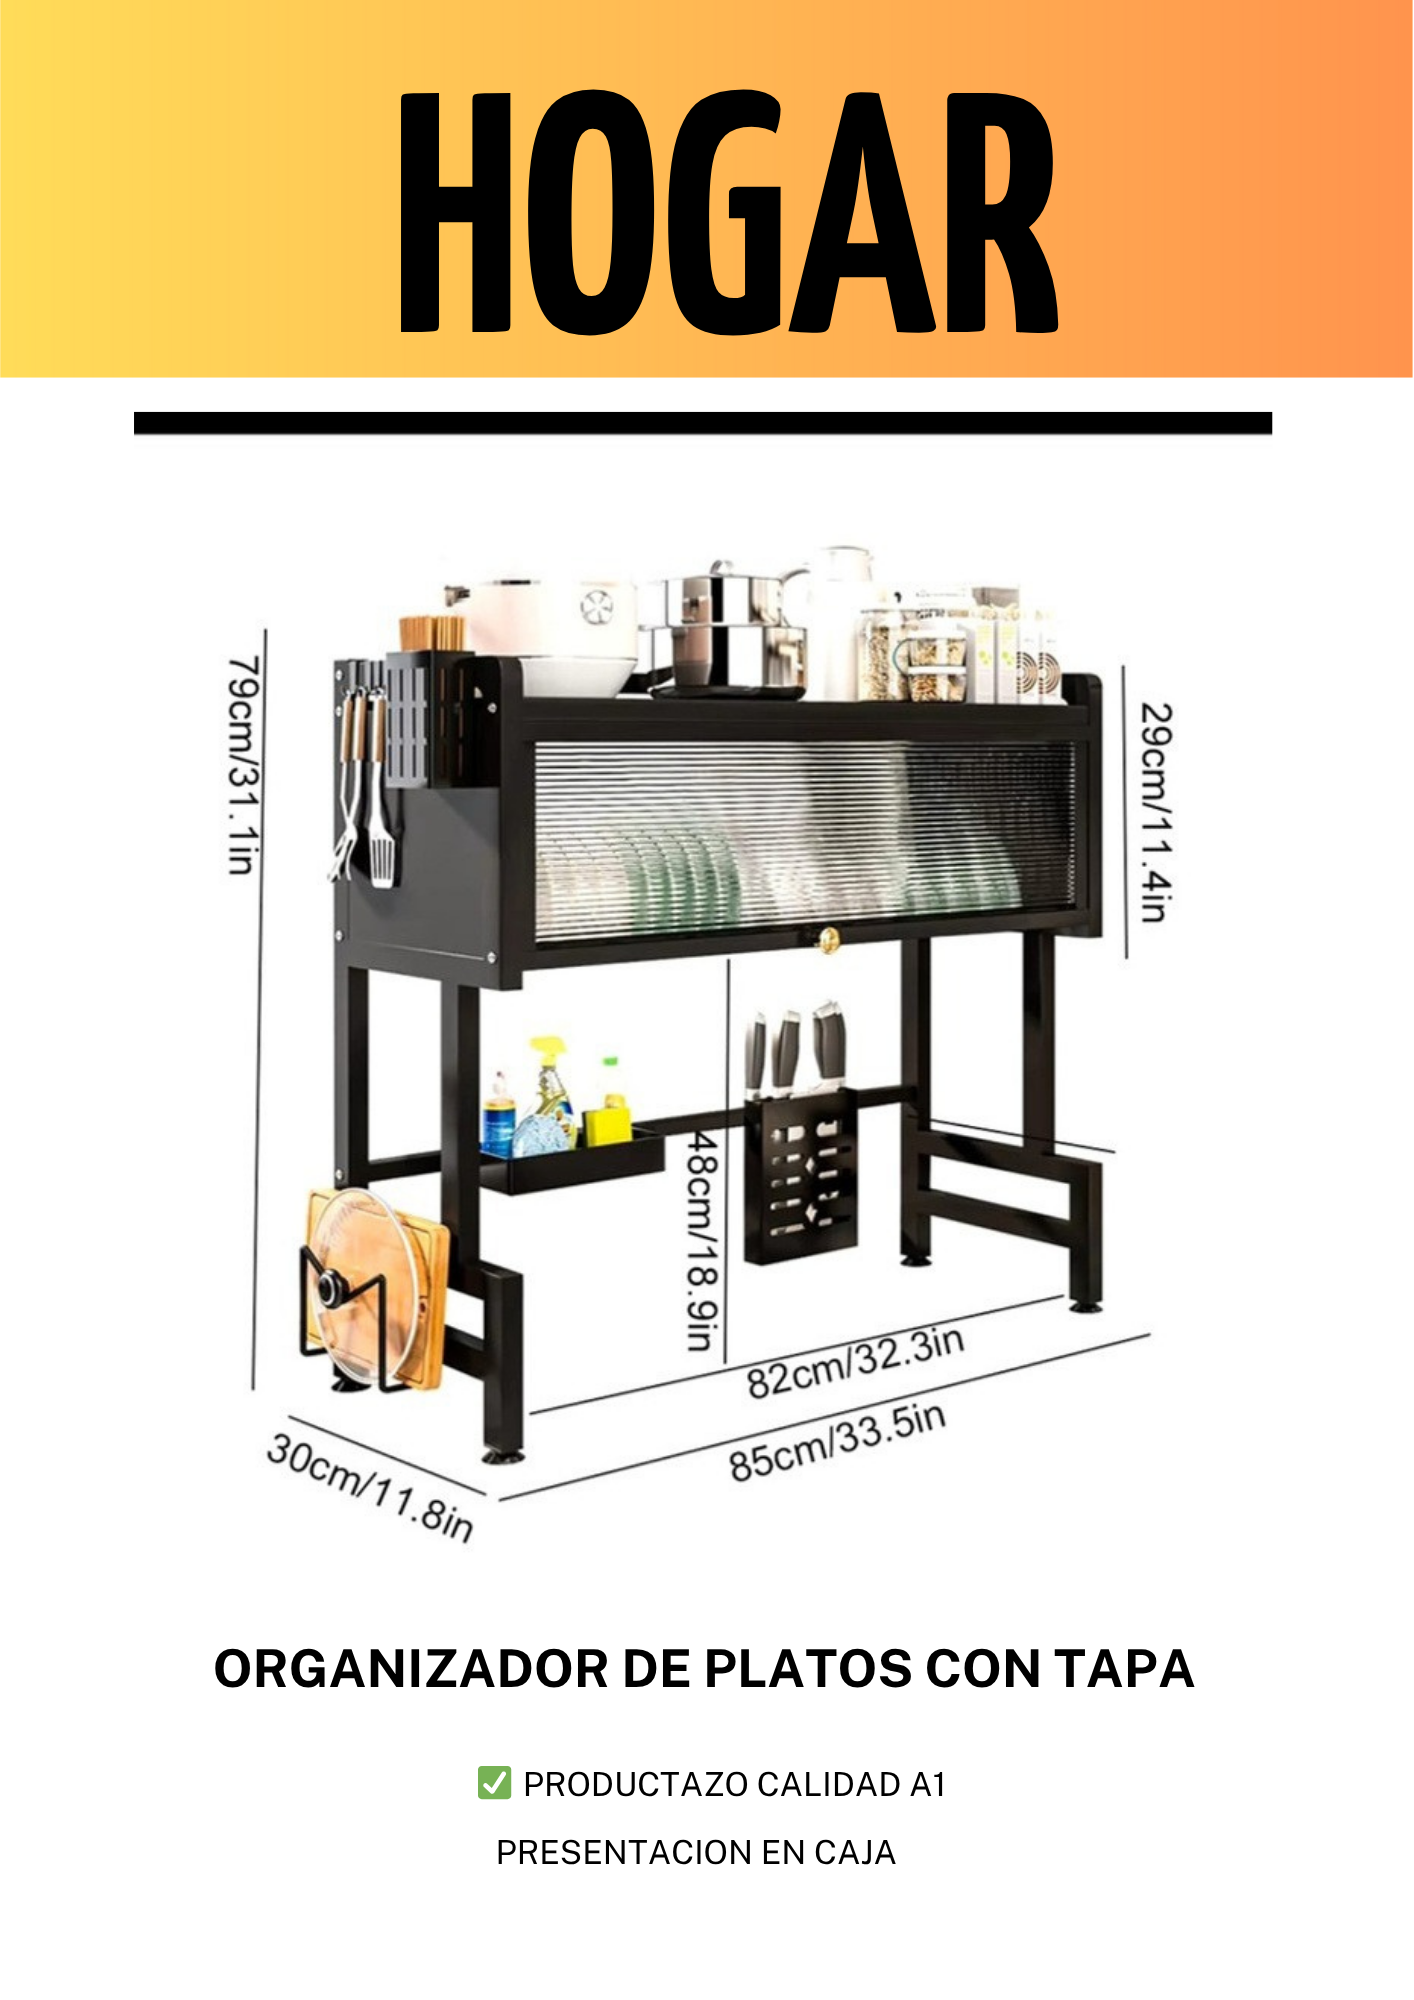 HOGAR
79cm/31.1in
29cm/11.4in
48cm/18.9in
82cm/32.3in
85cm/33.5in
30cm/11.8in
ORGANIZADOR DE PLATOS CON TAPA
✅ PRODUCTAZO CALIDAD A1
PRESENTACION EN CAJA